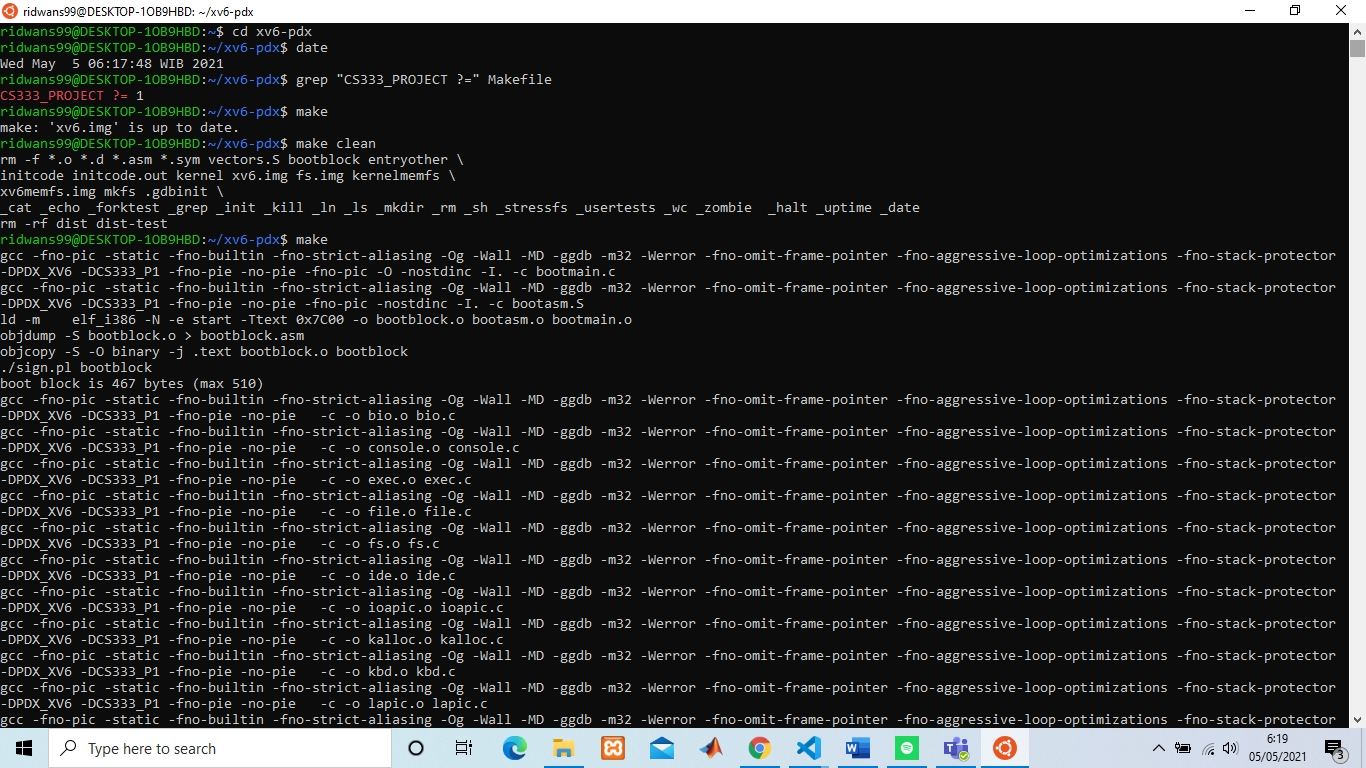 ridwans99@DESKTOP-1OB9HBD: ~/xv6-pdx
ridwans99@DESKTOP-1OB9HBD:~$ cd xv6-pdx
ridwans99@DESKTOP-1OB9HBD:~/xv6-pdx$ date
Wed May  5 06:17:48 WIB 2021
ridwans99@DESKTOP-1OB9HBD:~/xv6-pdx$ grep "CS333_PROJECT ?=" Makefile
CS333_PROJECT ?= 1
ridwans99@DESKTOP-1OB9HBD:~/xv6-pdx$ make
make: 'xv6.img' is up to date.
ridwans99@DESKTOP-1OB9HBD:~/xv6-pdx$ make clean
rm -f *.o *.d *.asm *.sym vectors.S bootblock entryother \
initcode initcode.out kernel xv6.img fs.img kernelmemfs \
xv6memfs.img mkfs .gdbinit \
_cat _echo _forktest _grep _init _kill _ln _ls _mkdir _rm _sh _stressfs _usertests _wc _zombie  _halt _uptime _date
rm -rf dist dist-test
ridwans99@DESKTOP-1OB9HBD:~/xv6-pdx$ make
gcc -fno-pic -static -fno-builtin -fno-strict-aliasing -Og -Wall -MD -ggdb -m32 -Werror -fno-omit-frame-pointer -fno-aggressive-loop-optimizations -fno-stack-protector
-DPDX_XV6 -DCS333_P1 -fno-pie -no-pie -fno-pic -O -nostdinc -I. -c bootmain.c
gcc -fno-pic -static -fno-builtin -fno-strict-aliasing -Og -Wall -MD -ggdb -m32 -Werror -fno-omit-frame-pointer -fno-aggressive-loop-optimizations -fno-stack-protector
-DPDX_XV6 -DCS333_P1 -fno-pie -no-pie -fno-pic -nostdinc -I. -c bootasm.S
ld -m    elf_i386 -N -e start -Ttext 0x7C00 -o bootblock.o bootasm.o bootmain.o
objdump -S bootblock.o > bootblock.asm
objcopy -S -O binary -j .text bootblock.o bootblock
./sign.pl bootblock
boot block is 467 bytes (max 510)
gcc -fno-pic -static -fno-builtin -fno-strict-aliasing -Og -Wall -MD -ggdb -m32 -Werror -fno-omit-frame-pointer -fno-aggressive-loop-optimizations -fno-stack-protector
-DPDX_XV6 -DCS333_P1 -fno-pie -no-pie   -c -o bio.o bio.c
gcc -fno-pic -static -fno-builtin -fno-strict-aliasing -Og -Wall -MD -ggdb -m32 -Werror -fno-omit-frame-pointer -fno-aggressive-loop-optimizations -fno-stack-protector
-DPDX_XV6 -DCS333_P1 -fno-pie -no-pie   -c -o console.o console.c
gcc -fno-pic -static -fno-builtin -fno-strict-aliasing -Og -Wall -MD -ggdb -m32 -Werror -fno-omit-frame-pointer -fno-aggressive-loop-optimizations -fno-stack-protector
-DPDX_XV6 -DCS333_P1 -fno-pie -no-pie   -c -o exec.o exec.c
gcc -fno-pic -static -fno-builtin -fno-strict-aliasing -Og -Wall -MD -ggdb -m32 -Werror -fno-omit-frame-pointer -fno-aggressive-loop-optimizations -fno-stack-protector
-DPDX_XV6 -DCS333_P1 -fno-pie -no-pie   -c -o file.o file.c
gcc -fno-pic -static -fno-builtin -fno-strict-aliasing -Og -Wall -MD -ggdb -m32 -Werror -fno-omit-frame-pointer -fno-aggressive-loop-optimizations -fno-stack-protector
-DPDX_XV6 -DCS333_P1 -fno-pie -no-pie   -c -o fs.o fs.c
gcc -fno-pic -static -fno-builtin -fno-strict-aliasing -Og -Wall -MD -ggdb -m32 -Werror -fno-omit-frame-pointer -fno-aggressive-loop-optimizations -fno-stack-protector
-DPDX_XV6 -DCS333_P1 -fno-pie -no-pie   -c -o ide.o ide.c
gcc -fno-pic -static -fno-builtin -fno-strict-aliasing -Og -Wall -MD -ggdb -m32 -Werror -fno-omit-frame-pointer -fno-aggressive-loop-optimizations -fno-stack-protector
-DPDX_XV6 -DCS333_P1 -fno-pie -no-pie   -c -o ioapic.o ioapic.c
gcc -fno-pic -static -fno-builtin -fno-strict-aliasing -Og -Wall -MD -ggdb -m32 -Werror -fno-omit-frame-pointer -fno-aggressive-loop-optimizations -fno-stack-protector
-DPDX_XV6 -DCS333_P1 -fno-pie -no-pie   -c -o kalloc.o kalloc.c
gcc -fno-pic -static -fno-builtin -fno-strict-aliasing -Og -Wall -MD -ggdb -m32 -Werror -fno-omit-frame-pointer -fno-aggressive-loop-optimizations -fno-stack-protector
-DPDX_XV6 -DCS333_P1 -fno-pie -no-pie   -c -o kbd.o kbd.c
gcc -fno-pic -static -fno-builtin -fno-strict-aliasing -Og -Wall -MD -ggdb -m32 -Werror -fno-omit-frame-pointer -fno-aggressive-loop-optimizations -fno-stack-protector
-DPDX_XV6 -DCS333_P1 -fno-pie -no-pie   -c -o lapic.o lapic.c
gcc -fno-pic -static -fno-builtin -fno-strict-aliasing -Og -Wall -MD -ggdb -m32 -Werror -fno-omit-frame-pointer -fno-aggressive-loop-optimizations -fno-stack-protector
Type here to search
6:19
05/05/2021
3